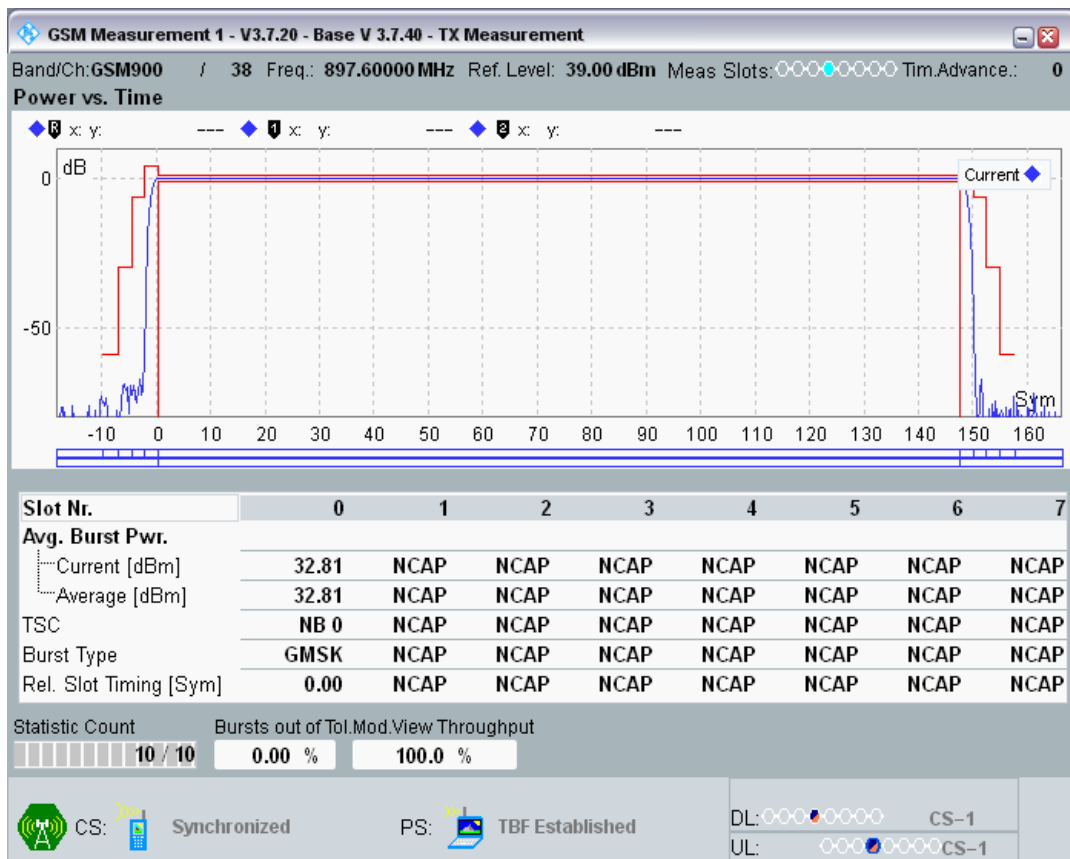 GSM Measurement 1 - V3.7.20 - Base V 3.7.40 - TX Measurement
Band/Ch:GSM900 / 38 Freq.: 897.60000 MHz Ref. Level: 39.00 dBm Meas Slots: Tim.Advance.: 0
Power vs. Time
R x: y: --- 1 x: y: --- 2 x: y: ---
dB
Current
0
-50
Sym
-10 0 10 20 30 40 50 60 70 80 90 100 110 120 130 140 150 160
Slot Nr. 0 1 2 3 4 5 6 7
Avg. Burst Pwr.
Current [dBm] 32.81 NCAP NCAP NCAP NCAP NCAP NCAP NCAP
Average [dBm] 32.81 NCAP NCAP NCAP NCAP NCAP NCAP NCAP
TSC NB 0 NCAP NCAP NCAP NCAP NCAP NCAP NCAP
Burst Type GMSK NCAP NCAP NCAP NCAP NCAP NCAP NCAP
Rel. Slot Timing [Sym] 0.00 NCAP NCAP NCAP NCAP NCAP NCAP NCAP
Statistic Count Bursts out of Tol.Mod.View Throughput
10 / 10 0.00 % 100.0 %
CS: Synchronized PS: TBF Established
DL: CS-1
UL: CS-1